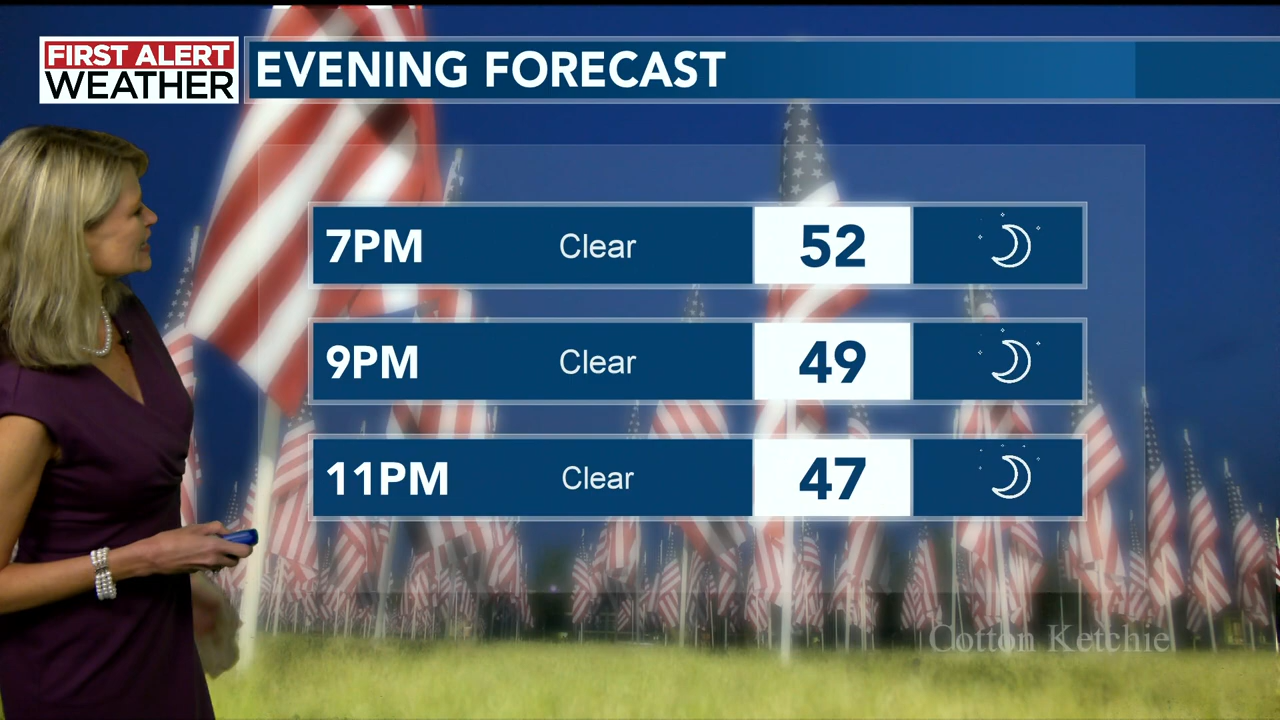 FIRST ALERT
WEATHER
EVENING FORECAST
7PM Clear 52
9PM Clear 49
11PM Clear 47
Cotton Ketchie